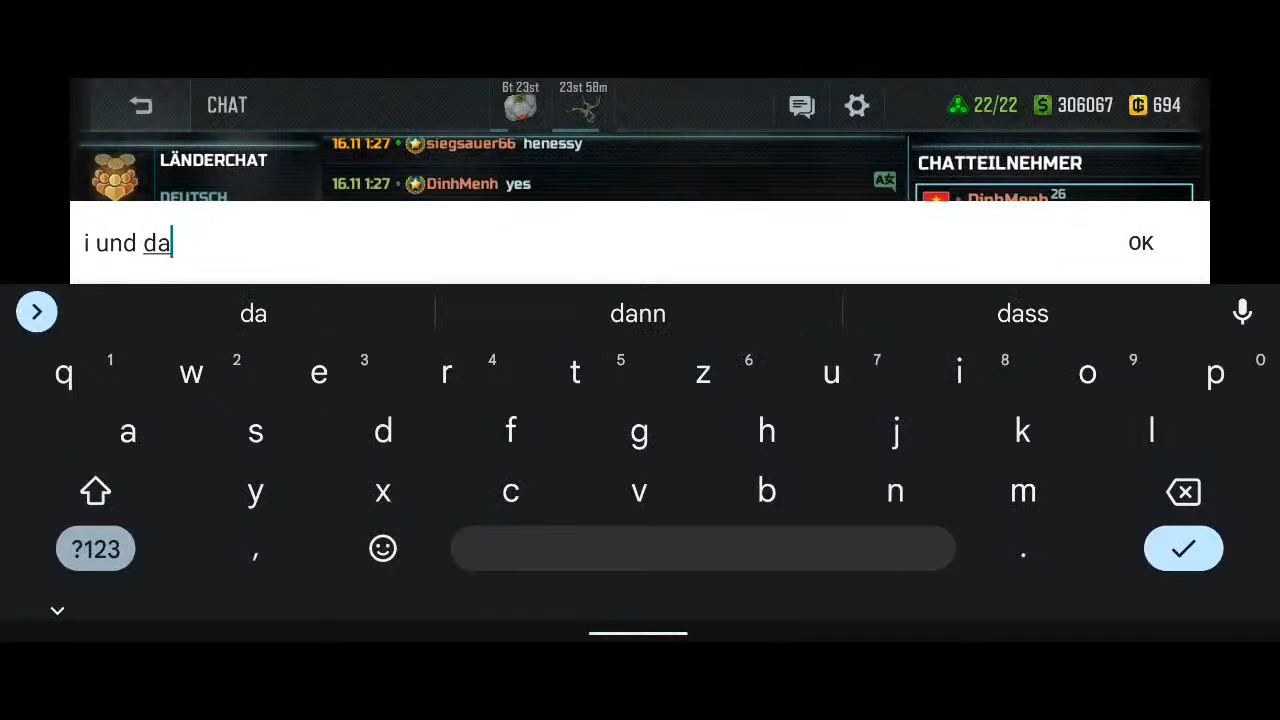 6t 23st 23st 58m
CHAT 22/22 306067 694
LÄNDERCHAT
DEUTSCH
16.11 1:27 siegsauer66 henessy
16.11 1:27 DinhMenh yes
CHATTEILNEHMER
DinhMenh 26
i und da
OK
da dann dass
q 1 w 2 e 3 r 4 t 5 z 6 u 7 i 8 o 9 p 0
a s d f g h j k l
y x c v b n m
?123 , .